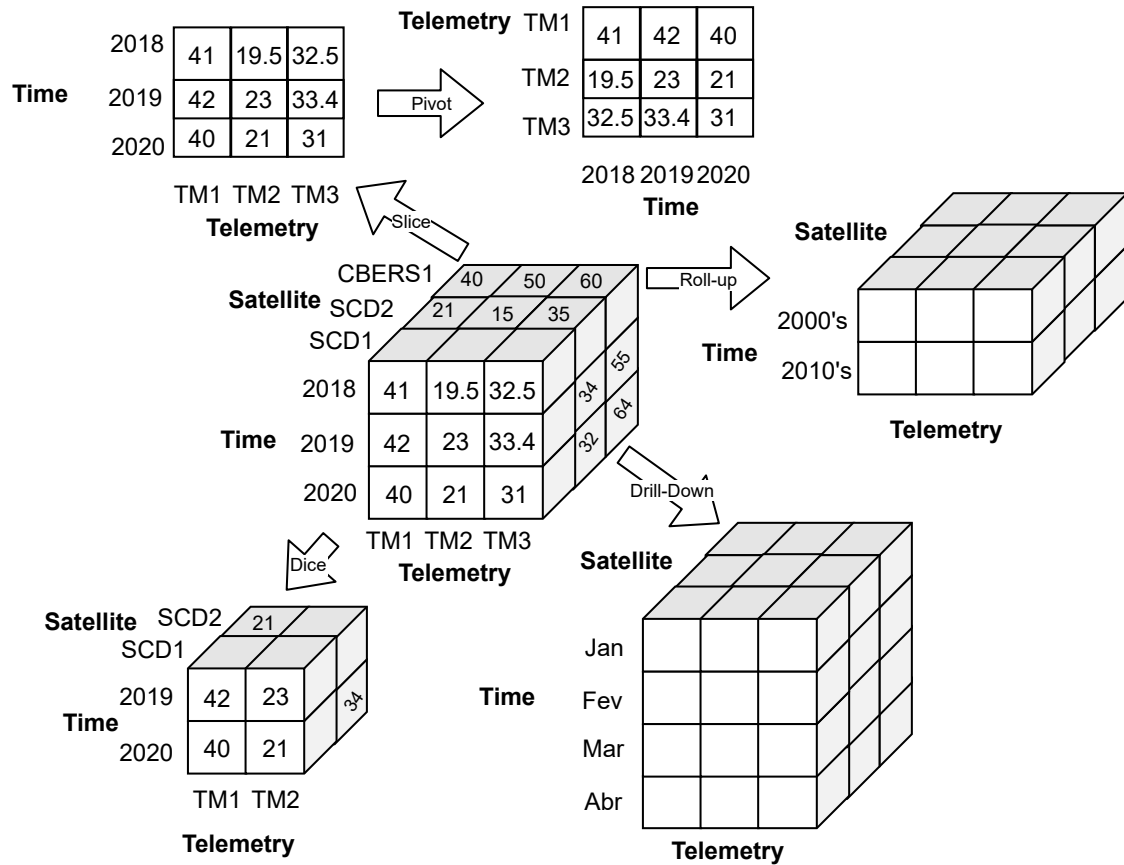 2018 41 19.5 32.5
Time 2019 42 23 33.4
2020 40 21 31
TM1 TM2 TM3
Telemetry
Pivot
Telemetry TM1 41 42 40
TM2 19.5 23 21
TM3 32.5 33.4 31
2018 2019 2020
Time
Slice
CBERS1 40 50 60
Satellite
SCD2 21 15 35
SCD1
2018 41 19.5 32.5
Time 2019 42 23 33.4
2020 40 21 31
34 55
32 64
TM1 TM2 TM3
Telemetry
Roll-up
Satellite
2000's
Time
2010's
Telemetry
Drill-Down
Dice
Satellite SCD2 21
SCD1
2019 42 23
Time
2020 40 21
34
TM1 TM2
Telemetry
Satellite
Jan
Time Fev
Mar
Abr
Telemetry